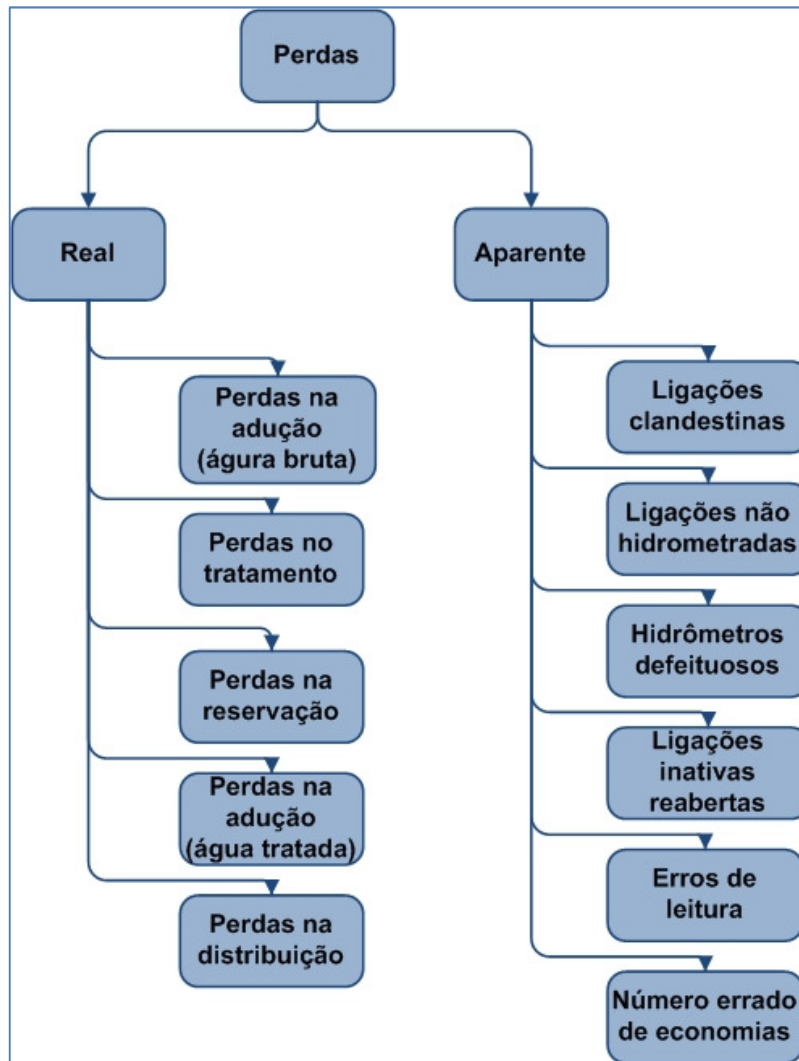 Perdas
Real
Aparente
Perdas na
adução
(água bruta)
Perdas no
tratamento
Perdas na
reservação
Perdas na
adução
(água tratada)
Perdas na
distribuição
Ligações
clandestinas
Ligações não
hidrometradas
Hidrômetros
defeituosos
Ligações
inativas
reabertas
Erros de
leitura
Número errado
de economias